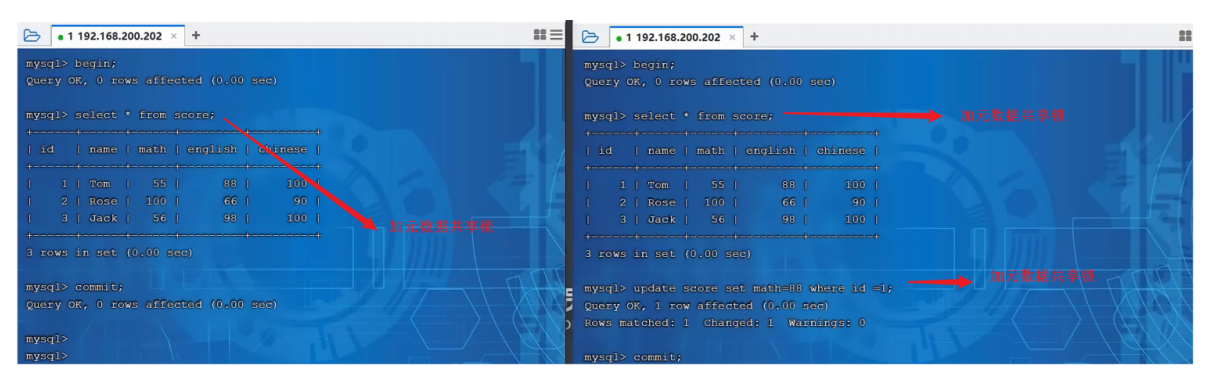 1 192.168.200.202 × +
mysql> begin;
Query OK, 0 rows affected (0.00 sec)
mysql> select * from score;
+------+------+------+---------+---------+
| id | name | math | english | chinese |
+------+------+------+---------+---------+
| 1 | Tom | 55 | 88 | 100 |
| 2 | Rose | 100 | 66 | 90 |
| 3 | Jack | 56 | 98 | 100 |
+------+------+------+---------+---------+
加元数据共享锁
3 rows in set (0.00 sec)
mysql> commit;
Query OK, 0 rows affected (0.00 sec)
mysql>
mysql>
1 192.168.200.202 × +
mysql> begin;
Query OK, 0 rows affected (0.00 sec)
mysql> select * from score; 加元数据共享锁
+------+------+------+---------+---------+
| id | name | math | english | chinese |
+------+------+------+---------+---------+
| 1 | Tom | 55 | 88 | 100 |
| 2 | Rose | 100 | 66 | 90 |
| 3 | Jack | 56 | 98 | 100 |
+------+------+------+---------+---------+
3 rows in set (0.00 sec)
加元数据共享锁
mysql> update score set math=88 where id =1;
Query OK, 1 row affected (0.00 sec)
Rows matched: 1 Changed: 1 Warnings: 0
mysql> commit;